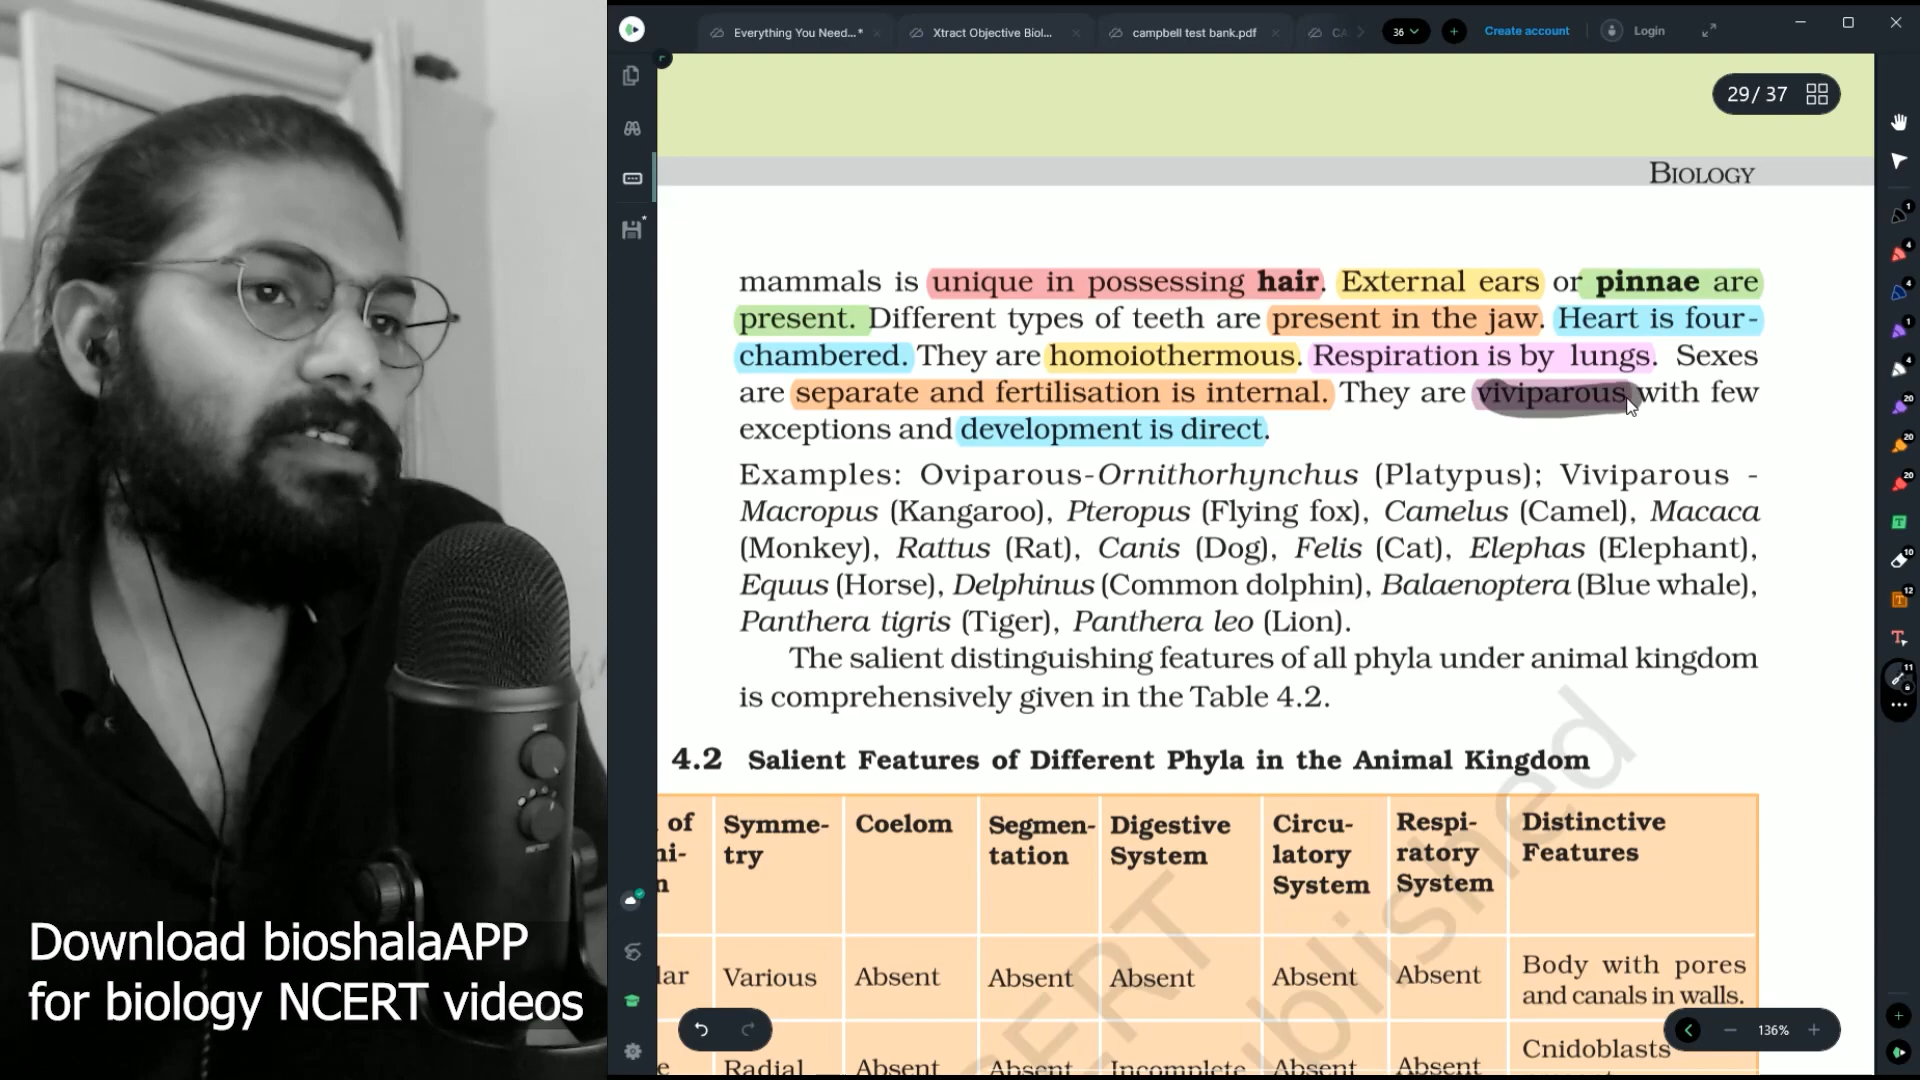 Everything You Need...*
Xtract Objective Biol...
campbell test bank.pdf
CA
36
Create account
Login
29 / 37
BIOLOGY
mammals is unique in possessing hair. External ears or pinnae are
present. Different types of teeth are present in the jaw. Heart is four-
chambered. They are homoiothermous. Respiration is by lungs. Sexes
are separate and fertilisation is internal. They are viviparous with few
exceptions and development is direct.
Examples: Oviparous-Ornithorhynchus (Platypus); Viviparous -
Macropus (Kangaroo), Pteropus (Flying fox), Camelus (Camel), Macaca
(Monkey), Rattus (Rat), Canis (Dog), Felis (Cat), Elephas (Elephant),
Equus (Horse), Delphinus (Common dolphin), Balaenoptera (Blue whale),
Panthera tigris (Tiger), Panthera leo (Lion).
The salient distinguishing features of all phyla under animal kingdom
is comprehensively given in the Table 4.2.
4.2 Salient Features of Different Phyla in the Animal Kingdom
of
ni-
n
Symme-
try
Coelom
Segmen-
tation
Digestive
System
Circu-
latory
System
Respi-
ratory
System
Distinctive
Features
lar
Various
Absent
Absent
Absent
Absent
Absent
Body with pores
and canals in walls.
e
Radial
Absent
Absent
Incomplete
Absent
Absent
Cnidoblasts
136%
Download bioshalaAPP
for biology NCERT videos